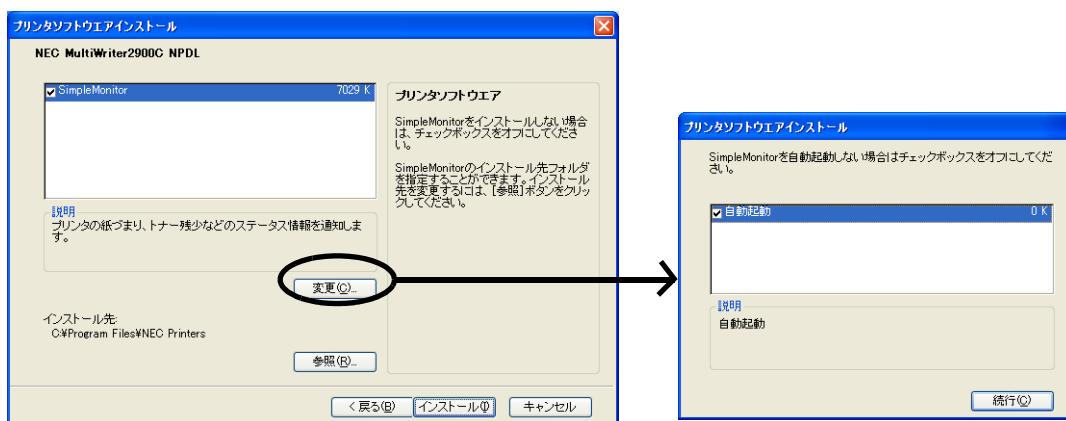 プリンタソフトウエアインストール
NEC MultiWriter2900C NPDL
SimpleMonitor 7029 K
プリンタソフトウエア
SimpleMonitorをインストールしない場合
は、チェックボックスをオフにしてくださ
い。
SimpleMonitorのインストール先フォルダ
を指定することができます。インストール
先を変更するには、[参照]ボタンをクリッ
クしてください。
説明
プリンタの紙づまり、トナー残少などのステータス情報を通知しま
す。
変更(C)...
インストール先:
C:¥Program Files¥NEC Printers
参照(R)...
< 戻る(B)
インストール(I)
キャンセル
プリンタソフトウエアインストール
SimpleMonitorを自動起動しない場合はチェックボックスをオフにしてくだ
さい。
自動起動 0 K
説明
自動起動
続行(C)